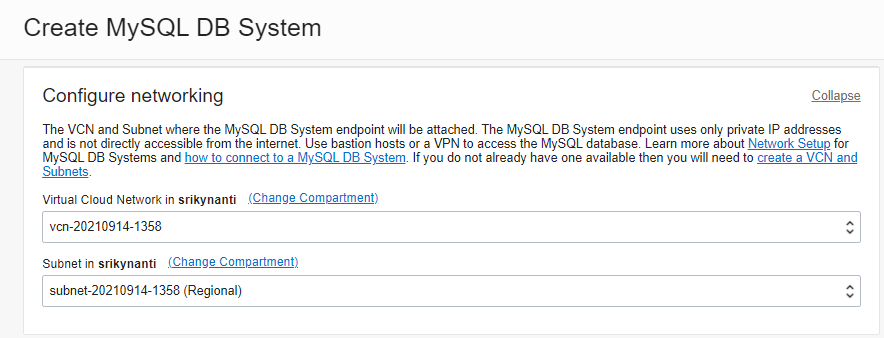 Create MySQL DB System
Configure networking
Collapse
The VCN and Subnet where the MySQL DB System endpoint will be attached. The MySQL DB System endpoint uses only private IP addresses
and is not directly accessible from the internet. Use bastion hosts or a VPN to access the MySQL database. Learn more about Network Setup for
MySQL DB Systems and how to connect to a MySQL DB System. If you do not already have one available then you will need to create a VCN and
Subnets.
Virtual Cloud Network in srikynanti (Change Compartment)
vcn-20210914-1358
Subnet in srikynanti (Change Compartment)
subnet-20210914-1358 (Regional)